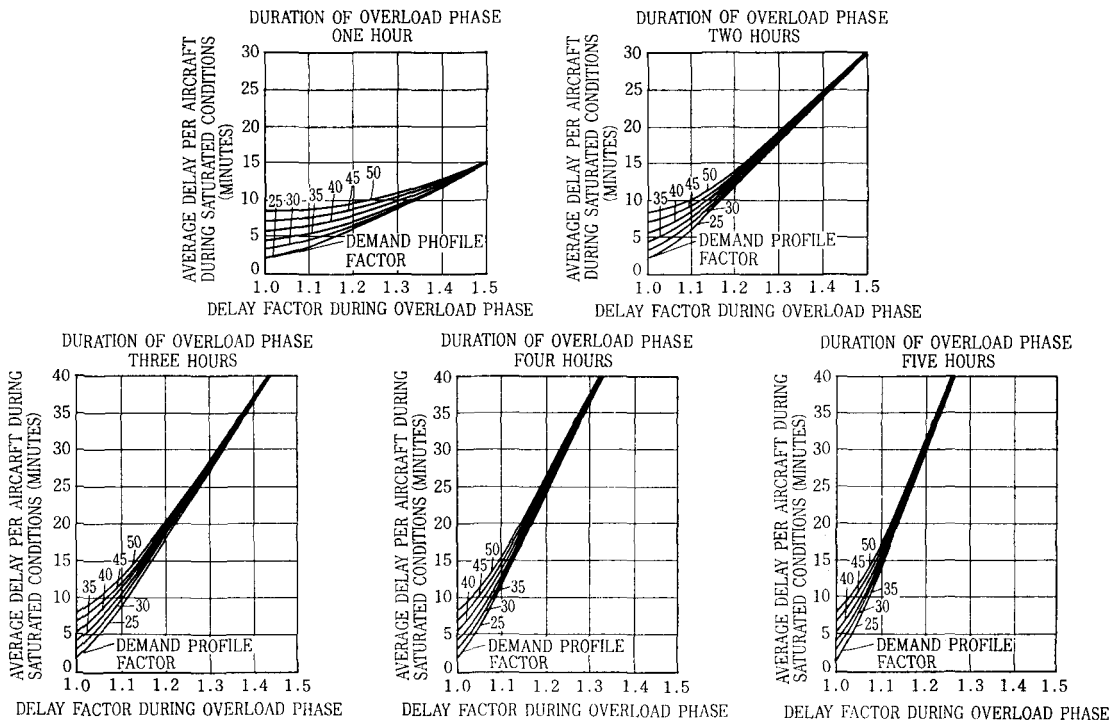 DURATION OF OVERLOAD PHASE
ONE HOUR
AVERAGE DELAY PER AIRCRAFT
DURING SATURATED CONDITIONS
(MINUTES)
30
25
20
15
10
5
0
25 30 35 40 45 50
DEMAND PHOFILE
FACTOR
1.0 1.1 1.2 1.3 1.4 1.5
DELAY FACTOR DURING OVERLOAD PHASE
DURATION OF OVERLOAD PHASE
TWO HOURS
AVERAGE DELAY PER AIRCRAFT
DURING SATURATED CONDITIONS
(MINUTES)
30
25
20
15
10
5
0
35 40 45 50
30
25
DEMAND PROFILE
FACTOR
1.0 1.1 1.2 1.3 1.4 1.5
DELAY FACTOR DURING OVERLOAD PHASE
DURATION OF OVERLOAD PHASE
THREE HOURS
AVERAGE DELAY PER AIRCARFT DURING
SATURATED CONDITIONS (MINUTES)
40
35
30
25
20
15
10
5
0
35 40 45 50
30
25
DEMAND PROFILE
FACTOR
1.0 1.1 1.2 1.3 1.4 1.5
DELAY FACTOR DURING OVERLOAD PHASE
DURATION OF OVERLOAD PHASE
FOUR HOURS
AVERAGE DELAY PER AIRCRAFT DURING
SATURATED CONDITIONS (MINUTES)
40
35
30
25
20
15
10
5
0
40 45 50
35
30
25
DEMAND PROFILE
FACTOR
1.0 1.1 1.2 1.3 1.4 1.5
DELAY FACTOR DURING OVERLOAD PHASE
DURATION OF OVERLOAD PHASE
FIVE HOURS
AVERAGE DELAY PER AIRCRAFT DURING
SATURATED CONDITIONS (MINUTES)
40
35
30
25
20
15
10
5
0
40 45 50
35
30
25
DEMAND PROFILE
FACTOR
1.0 1.1 1.2 1.3 1.4 1.5
DELAY FACTOR DURING OVERLOAD PHASE